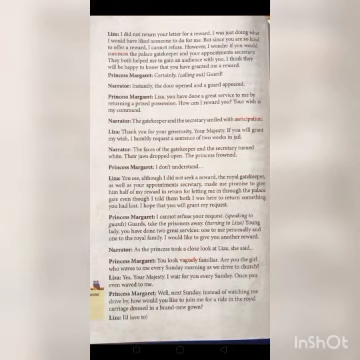 Liza: I did not return your letter for a reward. I was just doing what
I would have liked someone to do for me. But since you are so kind
to offer a reward, I cannot refuse. However, I wonder if you would
summon the palace gatekeeper and your appointments secretary.
They both helped me to gain an audience with you. I think they
will be happy to know that you have granted me a reward.
Princess Margaret: Certainly. (calling out) Guard!
Narrator: Instantly, the door opened and a guard appeared.
Princess Margaret: Liza, you have done a great service to me by
returning a prized possession. How can I reward you? Your wish is
my command.
Narrator: The gatekeeper and the secretary smiled with anticipation.
Liza: Thank you for your generosity, Your Majesty. If you will grant
my wish, I humbly request a sentence of two weeks in jail.
Narrator: The faces of the gatekeeper and the secretary turned
white. Their jaws dropped open. The princess frowned.
Princess Margaret: I don't understand...
Liza: You see, although I did not seek a reward, the royal gatekeeper,
as well as your appointments secretary, made me promise to give
him half of my reward in return for letting me in through the palace
gate even though I told them both I was here to return something
you had lost. I hope that you will grant my request.
Princess Margaret: I cannot refuse your request. (speaking to
guards) Guards, take the prisoners away. (turning to Liza) Young
lady, you have done two great services: one to me personally and
one to the royal family. I would like to give you another reward.
Narrator: As the princess took a close look at Liza, she said...
Princess Margaret: You look vaguely familiar. Are you the girl
who waves to me every Sunday morning as we drive to church?
Liza: Yes, Your Majesty. I wait for you every Sunday. Once you
even waved to me.
Princess Margaret: Well, next Sunday, instead of watching me
drive by, how would you like to join me for a ride in the royal
carriage dressed in a brand-new gown?
Liza: I'd love to!
InShOt